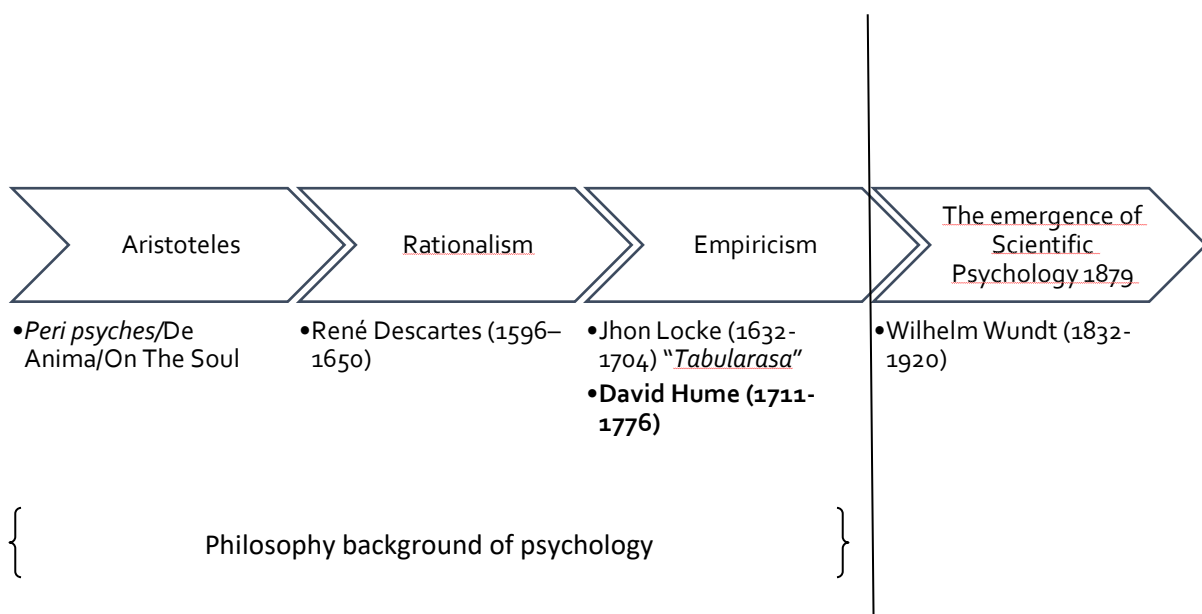 Aristoteles
Rationalism
Empiricism
The emergence of
Scientific
Psychology 1879
•Peri psyches/De
Anima/On The Soul
•René Descartes (1596–
1650)
•Jhon Locke (1632-
1704) “Tabularasa”
•David Hume (1711-
1776)
•Wilhelm Wundt (1832-
1920)
Philosophy background of psychology